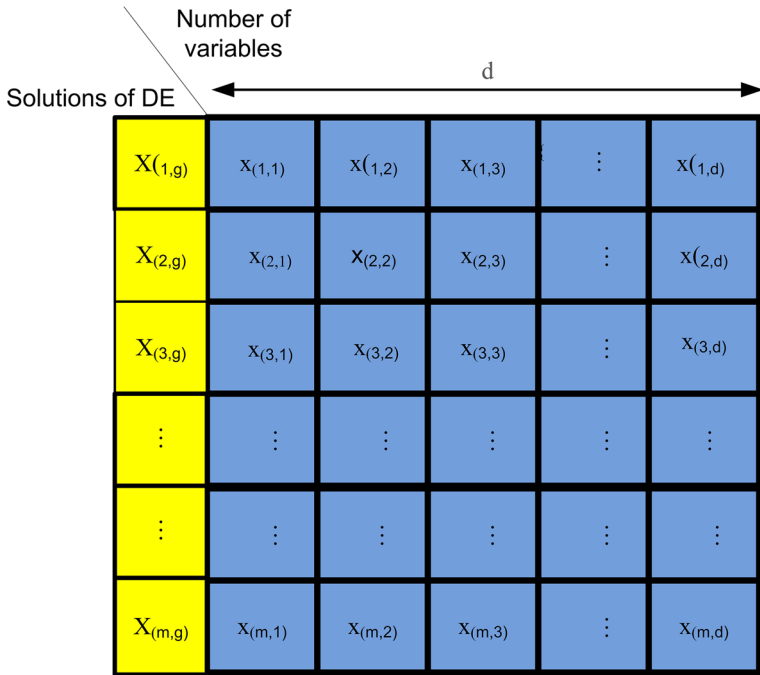 Number of
variables
d
Solutions of DE
X(1,g) x(1,1) x(1,2) x(1,3) ⋮ x(1,d)
X(2,g) x(2,1) x(2,2) x(2,3) ⋮ x(2,d)
X(3,g) x(3,1) x(3,2) x(3,3) ⋮ x(3,d)
⋮ ⋮ ⋮ ⋮ ⋮ ⋮
⋮ ⋮ ⋮ ⋮ ⋮ ⋮
X(m,g) x(m,1) x(m,2) x(m,3) ⋮ x(m,d)